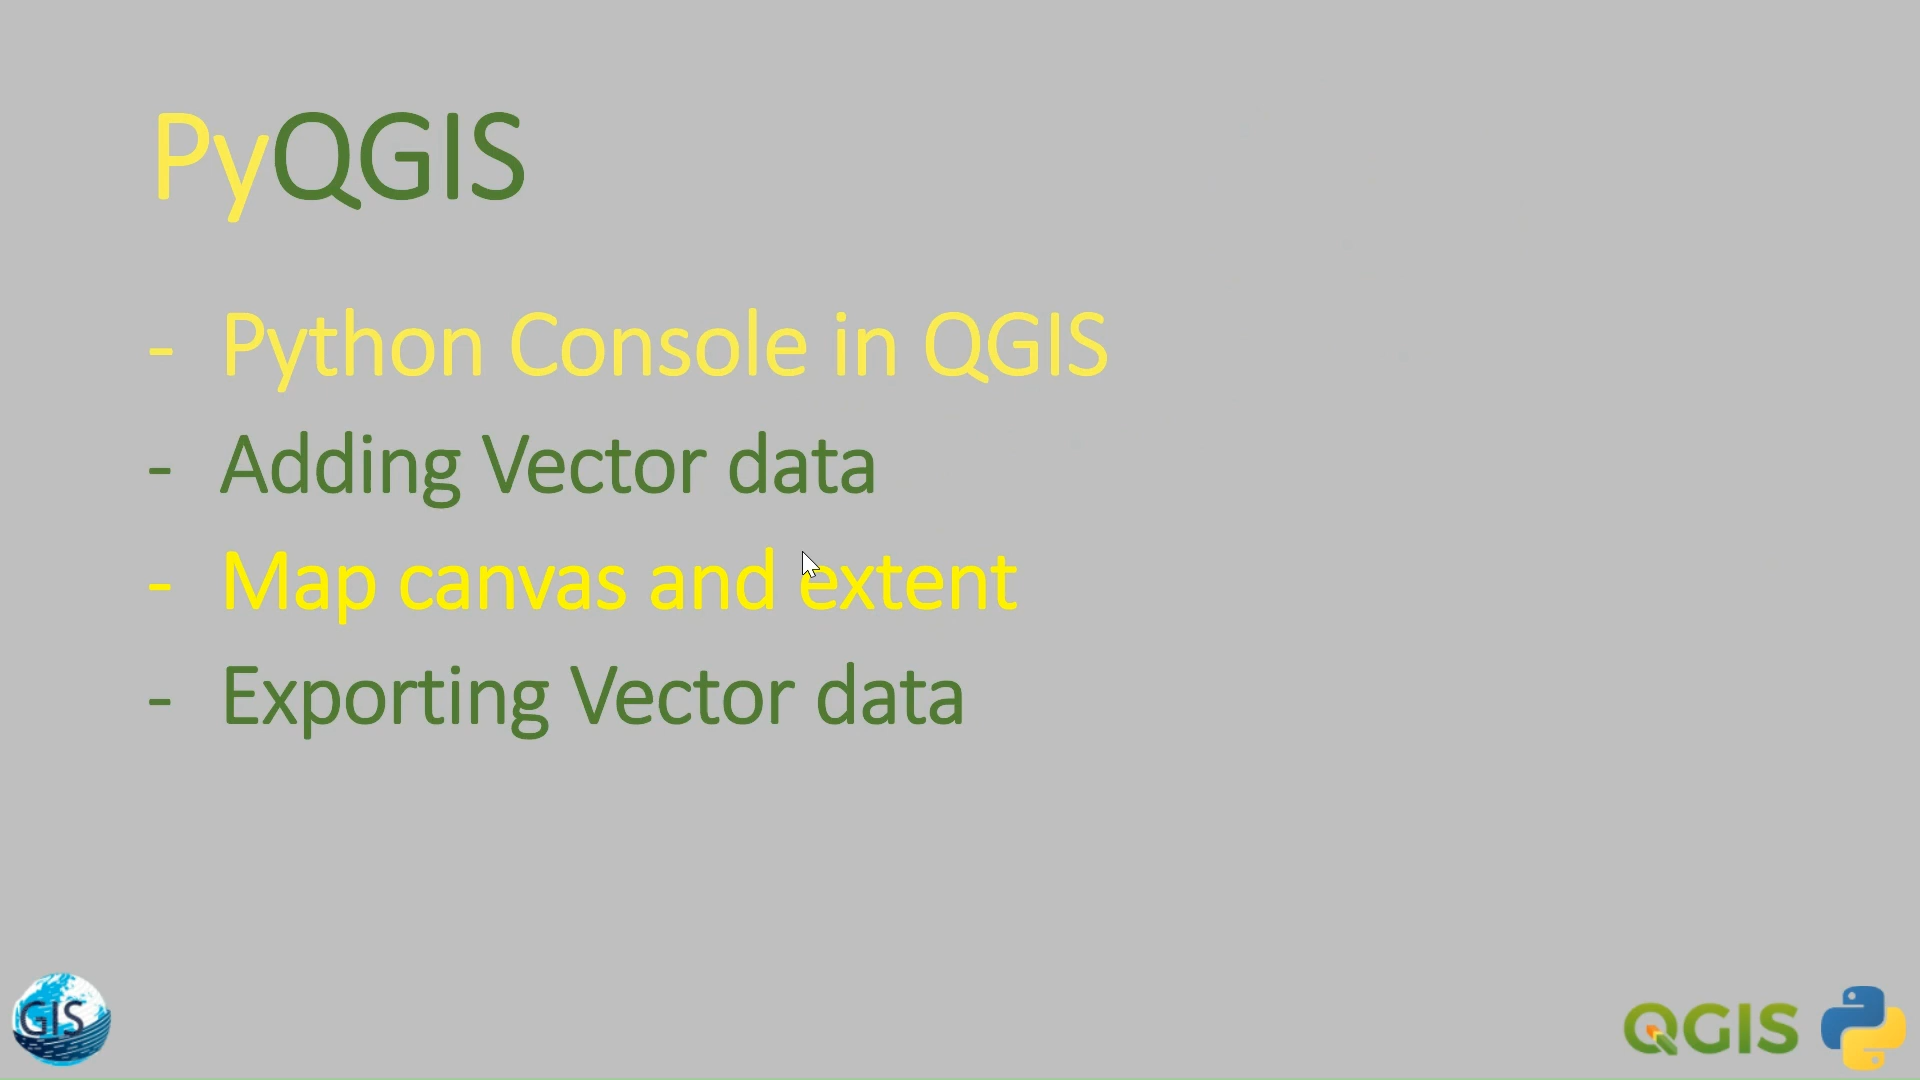 PyQGIS
- Python Console in QGIS
- Adding Vector data
- Map canvas and extent
- Exporting Vector data
GIS
QGIS